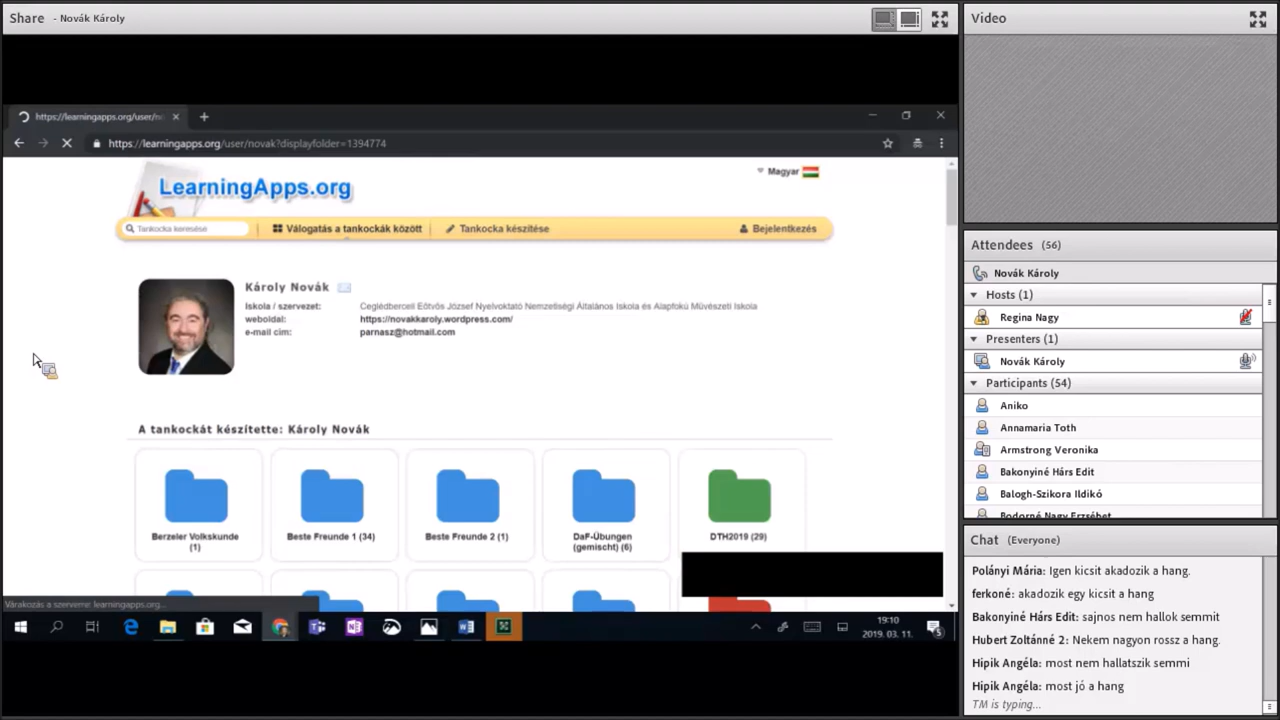 Share - Novák Károly
https://learningapps.org/user/no
https://learningapps.org/user/novak?displayfolder=1394774
LearningApps.org
Magyar
Tankocka keresése
Válogatás a tankockák között
Tankocka készítése
Bejelentkezés
Károly Novák
Iskola / szervezet: Ceglédberceli Eötvös József Nyelvoktató Nemzetiségi Általános Iskola és Alapfokú Művészeti Iskola
weboldal: https://novakkaroly.wordpress.com/
e-mail cím: parnasz@hotmail.com
A tankockát készítette: Károly Novák
Berzeler Volkskunde
(1)
Beste Freunde 1 (34)
Beste Freunde 2 (1)
DaF-Übungen
(gemischt) (6)
DTH2019 (29)
Várakozás a szerverre: learningapps.org...
19:10
2019. 03. 11.
5
Video
Attendees (56)
Novák Károly
Hosts (1)
Regina Nagy
Presenters (1)
Novák Károly
Participants (54)
Aniko
Annamaria Toth
Armstrong Veronika
Bakonyiné Hárs Edit
Balogh-Szikora Ildikó
Bodorné Nagy Erzsébet
Chat (Everyone)
Polányi Mária: Igen kicsit akadozik a hang.
ferkoné: akadozik egy kicsit a hang
Bakonyiné Hárs Edit: sajnos nem hallok semmit
Hubert Zoltánné 2: Nekem nagyon rossz a hang.
Hipik Angéla: most nem hallatszik semmi
Hipik Angéla: most jó a hang
TM is typing...